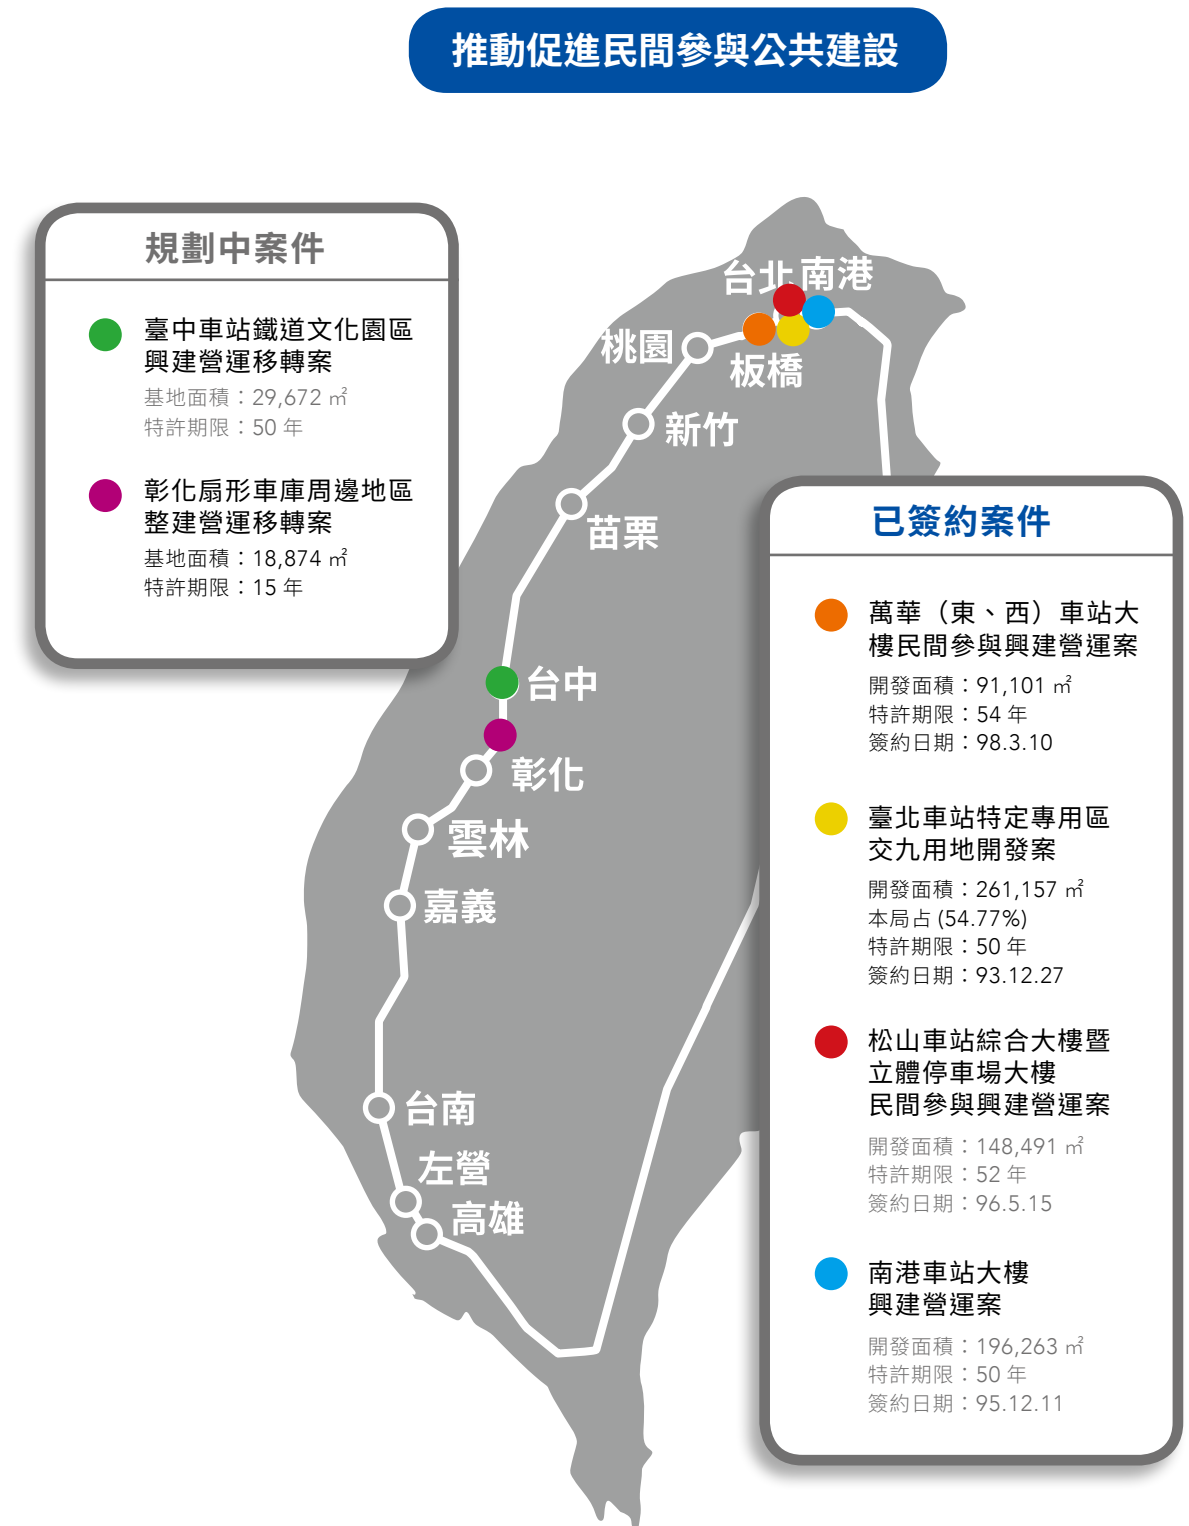 推動促進民間參與公共建設
規劃中案件
臺中車站鐵道文化園區
興建營運移轉案
基地面積：29,672 ㎡
特許期限：50 年
彰化扇形車庫周邊地區
整建營運移轉案
基地面積：18,874 ㎡
特許期限：15 年
台北
南港
桃園
板橋
新竹
苗栗
台中
彰化
雲林
嘉義
台南
左營
高雄
已簽約案件
萬華（東、西）車站大
樓民間參與興建營運案
開發面積：91,101 ㎡
特許期限：54 年
簽約日期：98.3.10
臺北車站特定專用區
交九用地開發案
開發面積：261,157 ㎡
本局占 (54.77%)
特許期限：50 年
簽約日期：93.12.27
松山車站綜合大樓暨
立體停車場大樓
民間參與興建營運案
開發面積：148,491 ㎡
特許期限：52 年
簽約日期：96.5.15
南港車站大樓
興建營運案
開發面積：196,263 ㎡
特許期限：50 年
簽約日期：95.12.11